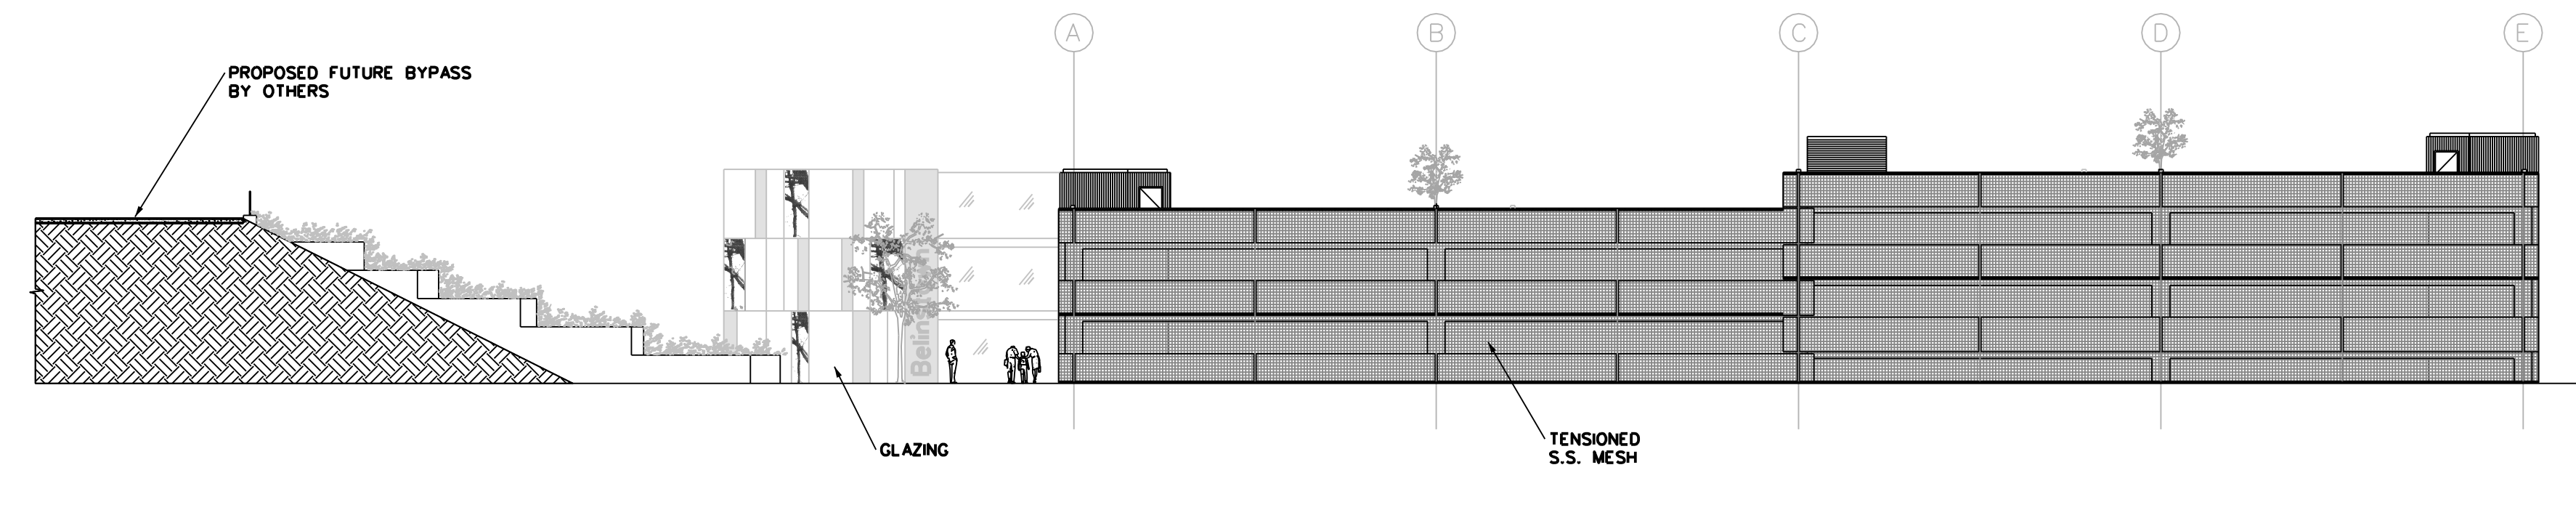 A B C D E
PROPOSED FUTURE BYPASS
BY OTHERS
GLAZING
TENSIONED
S.S. MESH